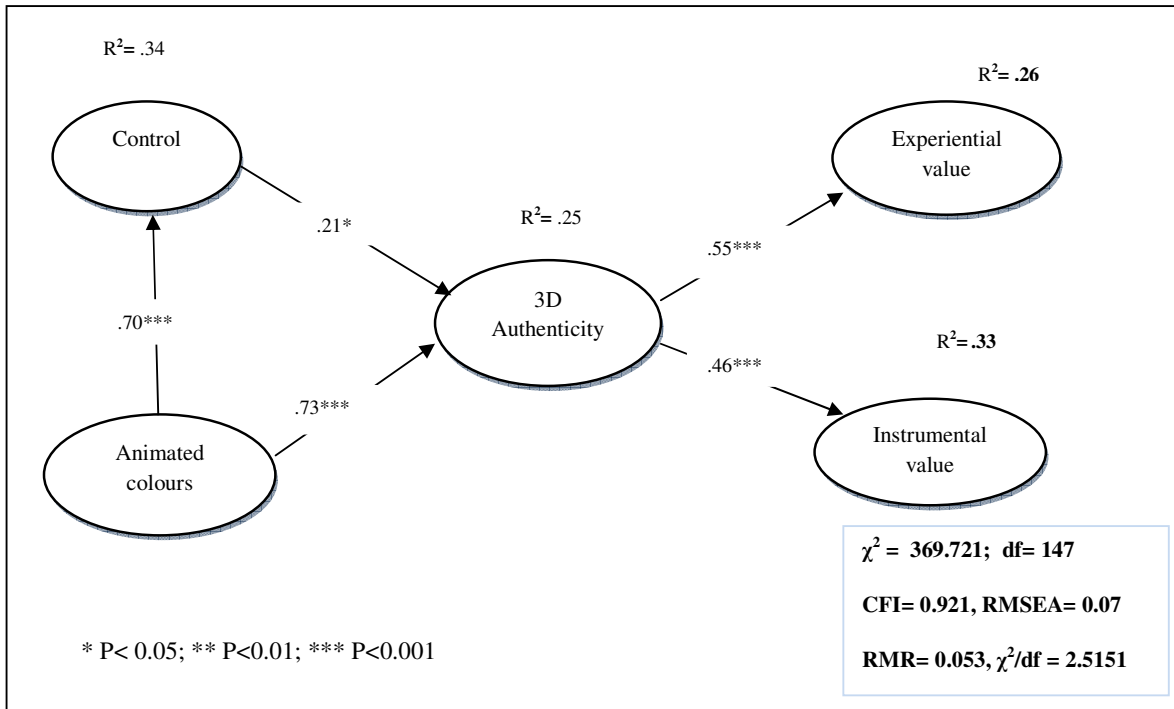 R²= .34
R²= .26
Control
Experiential
value
.21*
R²= .25
.55***
3D
Authenticity
.70***
R²= .33
.46***
.73***
Animated
colours
Instrumental
value
χ² = 369.721; df= 147
CFI= 0.921, RMSEA= 0.07
RMR= 0.053, χ²/df = 2.5151
* P< 0.05; ** P<0.01; *** P<0.001